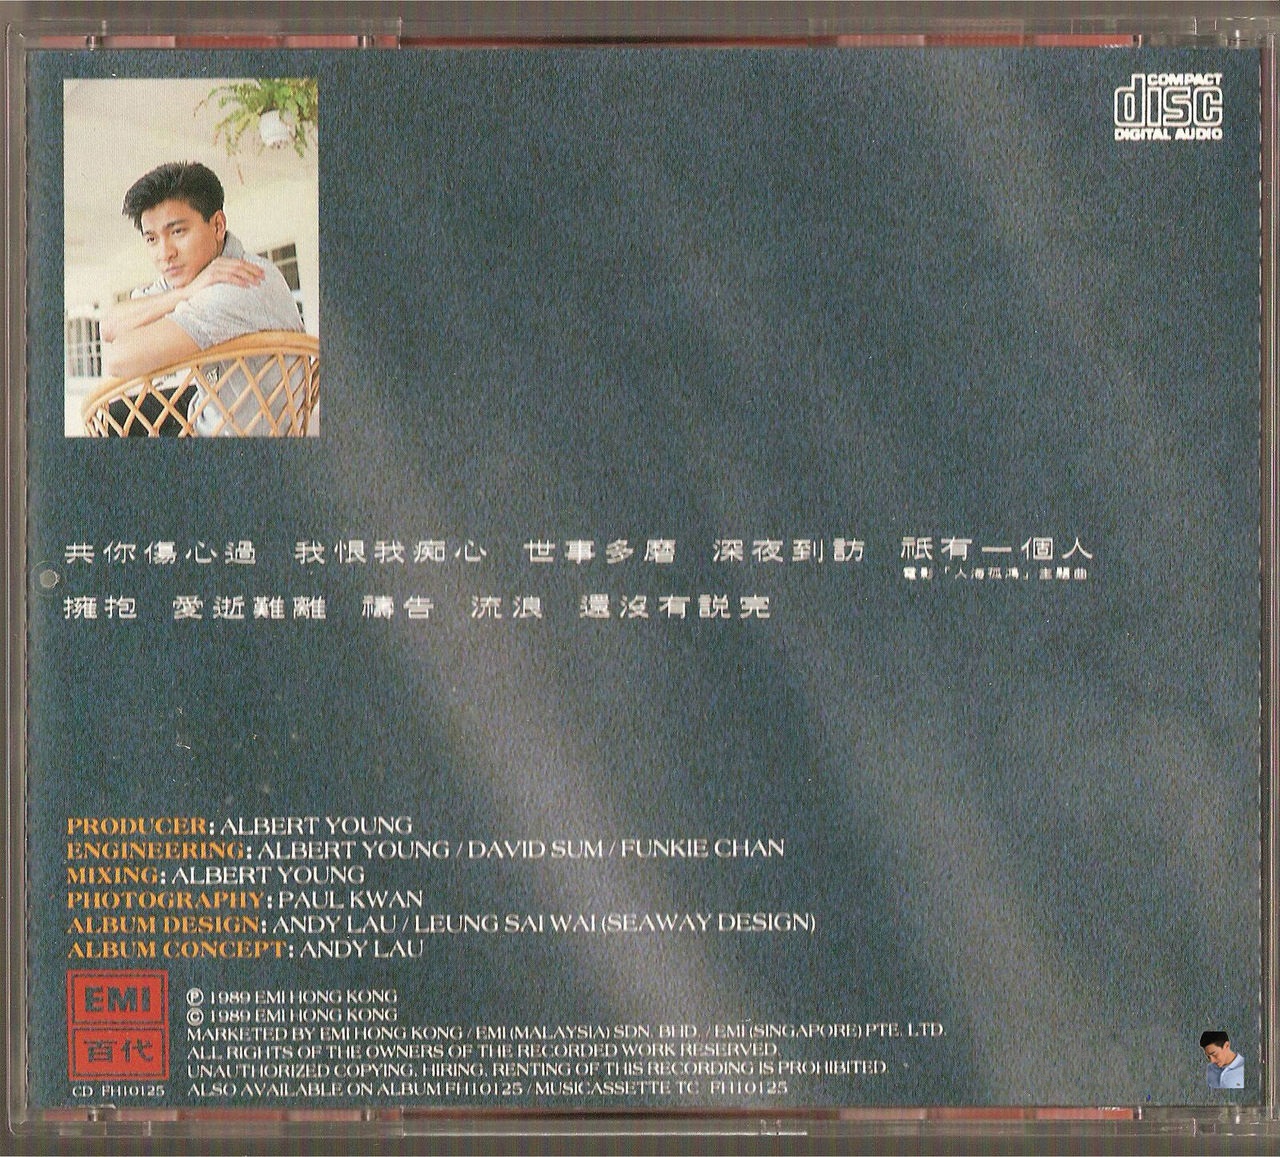 COMPACT
disc
DIGITAL AUDIO
共你傷心過 我恨我痴心 世事多磨 深夜到訪 祇有一個人
電影「人海孤鴻」主題曲
擁抱 愛逝難離 禱告 流浪 還沒有説完
PRODUCER: ALBERT YOUNG
ENGINEERING: ALBERT YOUNG / DAVID SUM / FUNKIE CHAN
MIXING: ALBERT YOUNG
PHOTOGRAPHY: PAUL KWAN
ALBUM DESIGN: ANDY LAU / LEUNG SAI WAI (SEAWAY DESIGN)
ALBUM CONCEPT: ANDY LAU
EMI
百代
CD FH10125
Ⓟ 1989 EMI HONG KONG
© 1989 EMI HONG KONG
MARKETED BY EMI HONG KONG / EMI (MALAYSIA) SDN. BHD. / EMI (SINGAPORE) PTE. LTD.
ALL RIGHTS OF THE OWNERS OF THE RECORDED WORK RESERVED.
UNAUTHORIZED COPYING, HIRING, RENTING OF THIS RECORDING IS PROHIBITED.
ALSO AVAILABLE ON ALBUM FH10125 / MUSICASSETTE TC FH10125